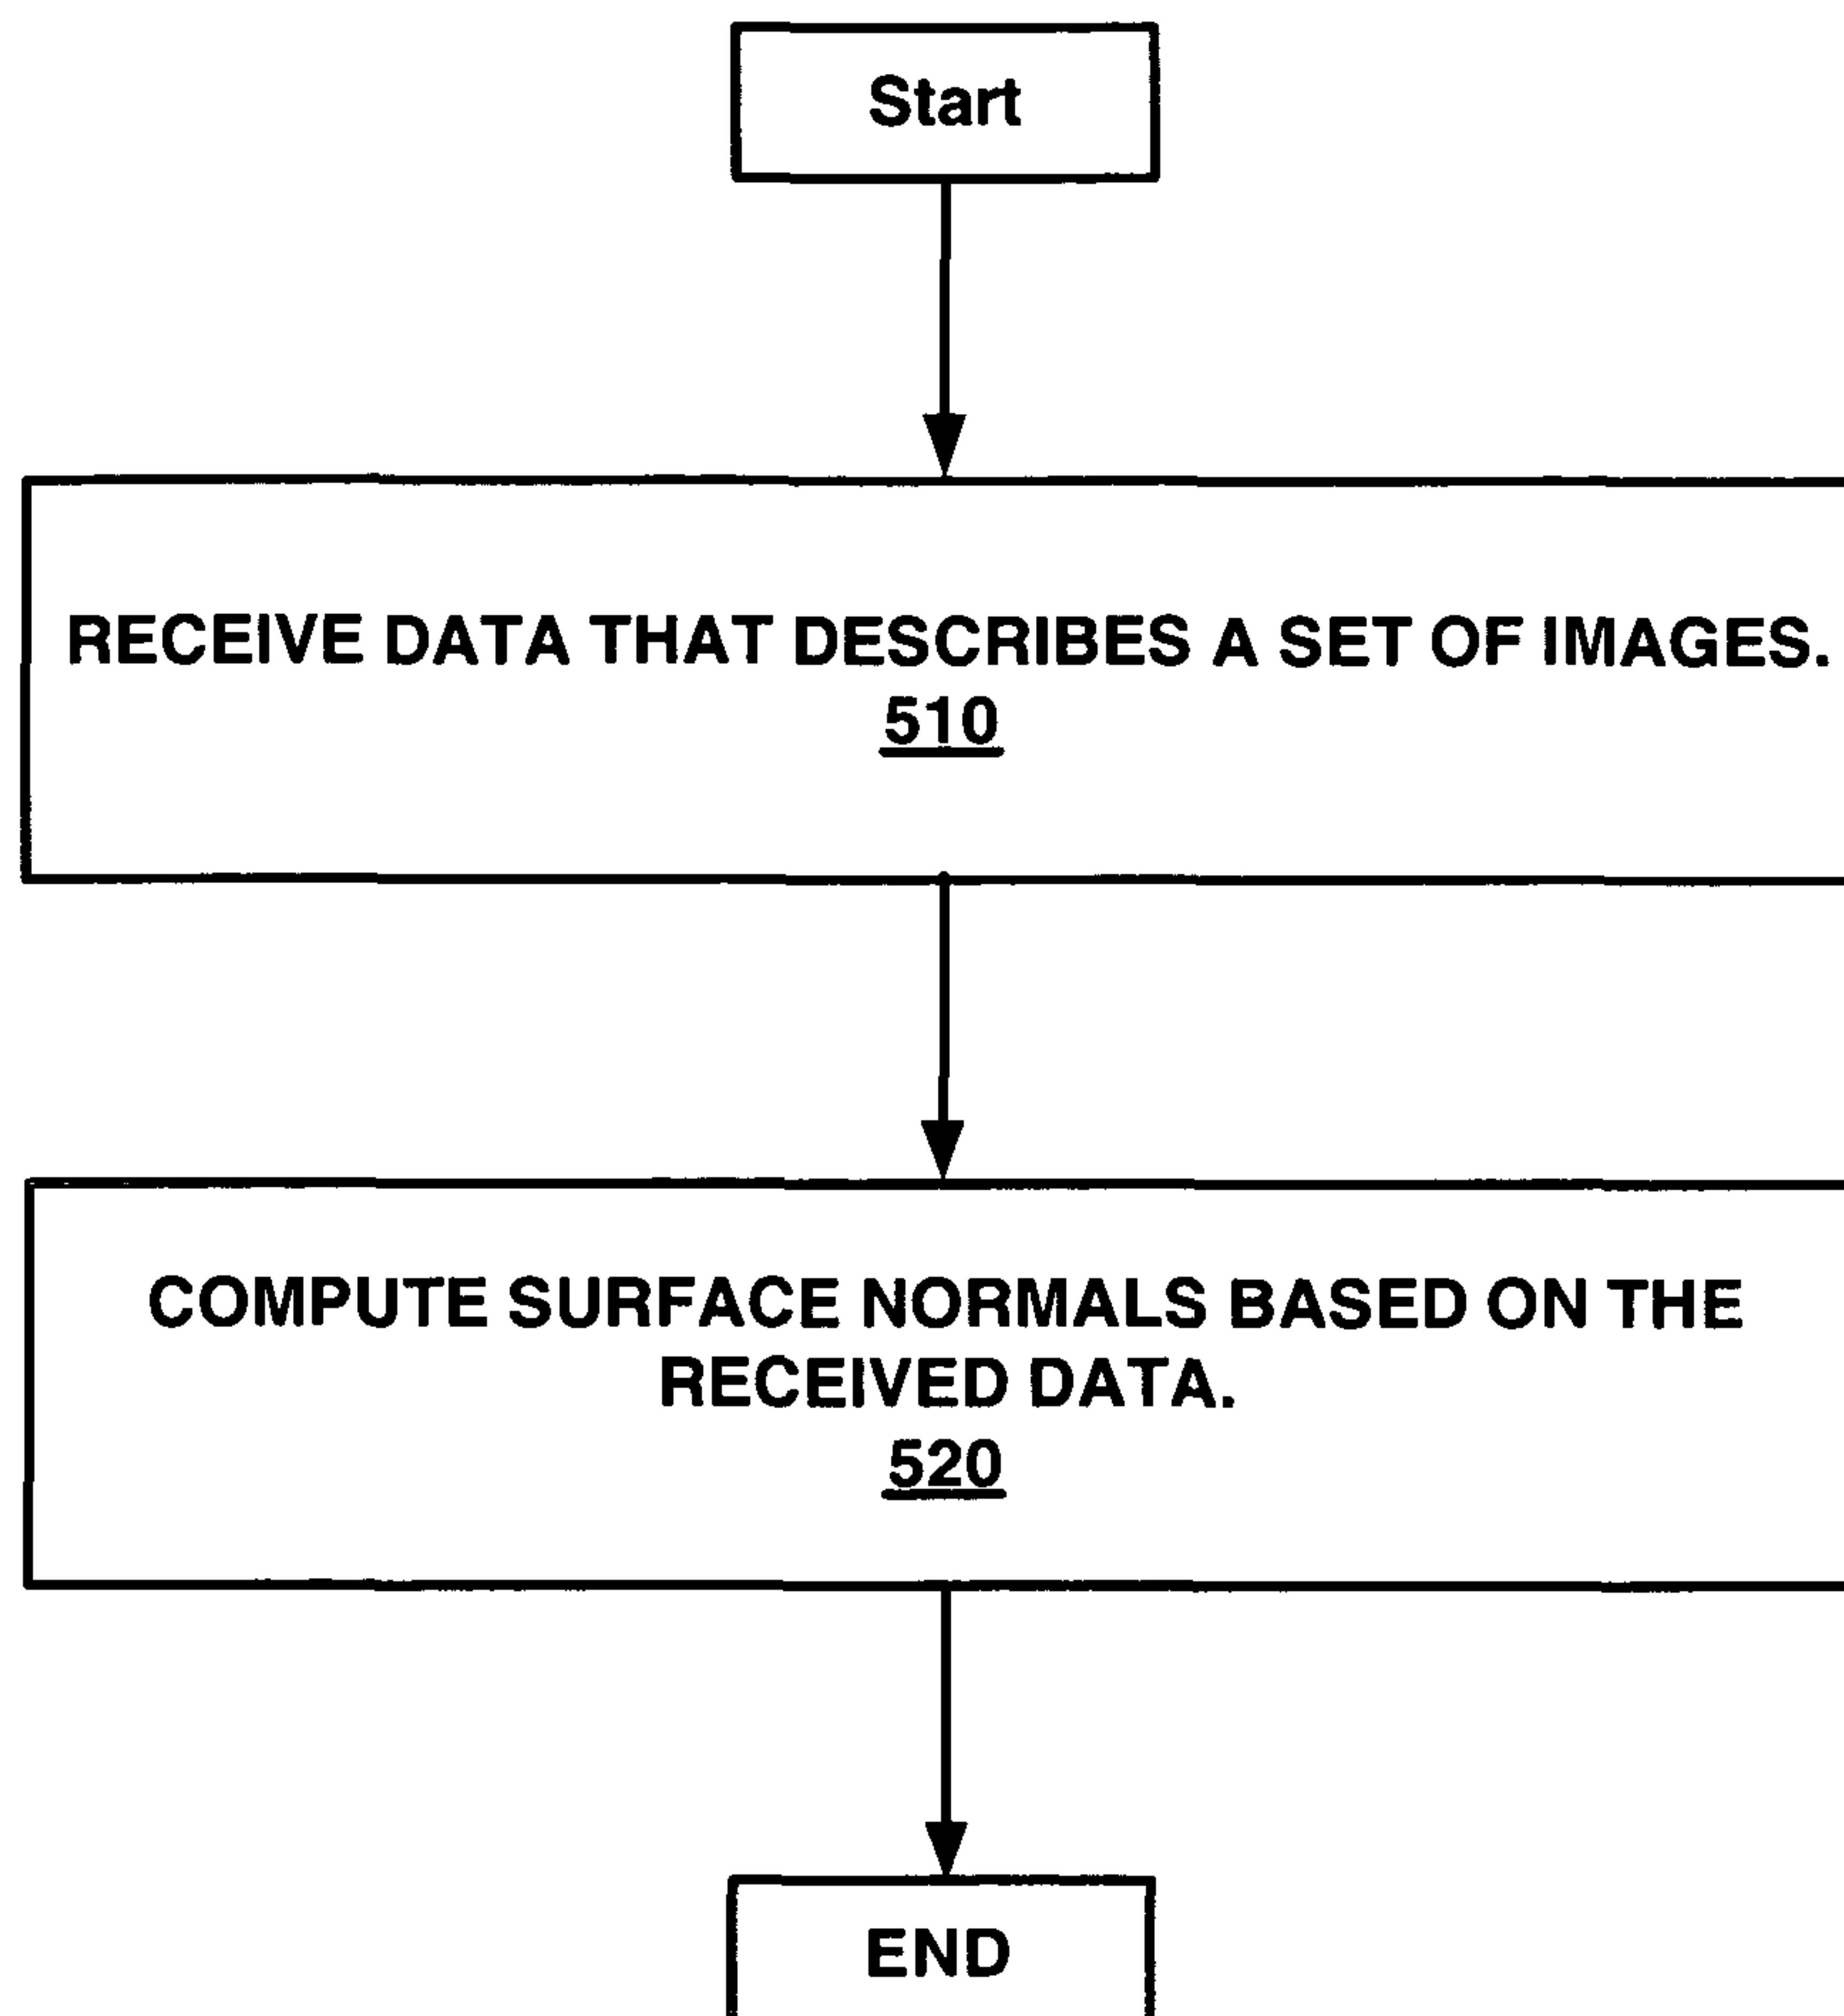 Start
RECEIVE DATA THAT DESCRIBES A SET OF IMAGES.
510
COMPUTE SURFACE NORMALS BASED ON THE
RECEIVED DATA.
520
END